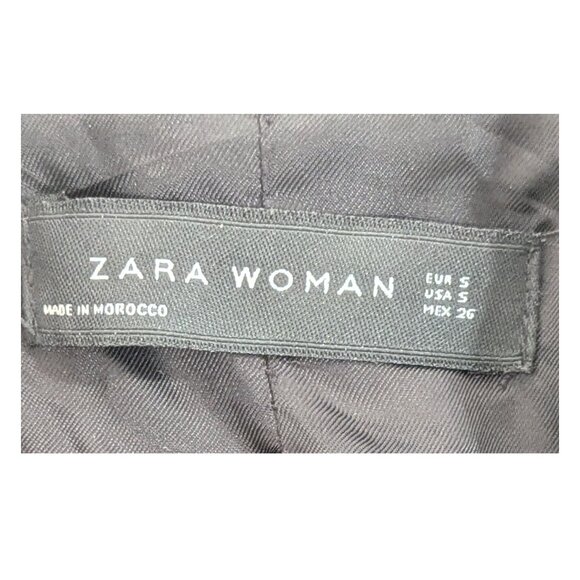 ZARA WOMAN
MADE IN MOROCCO
EUR S
USA S
MEX 26